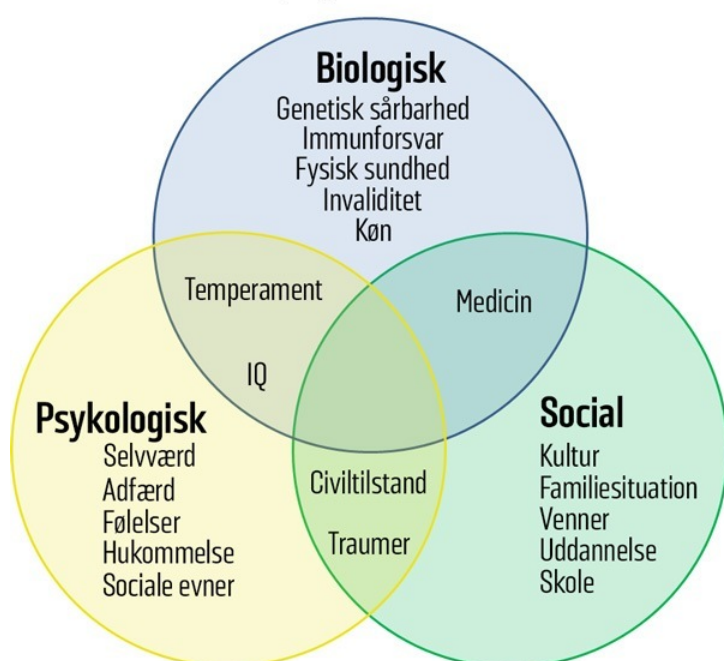 Biologisk
Genetisk sårbarhed
Immunforsvar
Fysisk sundhed
Invaliditet
Køn
Temperament
Medicin
IQ
Psykologisk
Selvværd
Adfærd
Følelser
Hukommelse
Sociale evner
Civiltilstand
Traumer
Social
Kultur
Familiesituation
Venner
Uddannelse
Skole